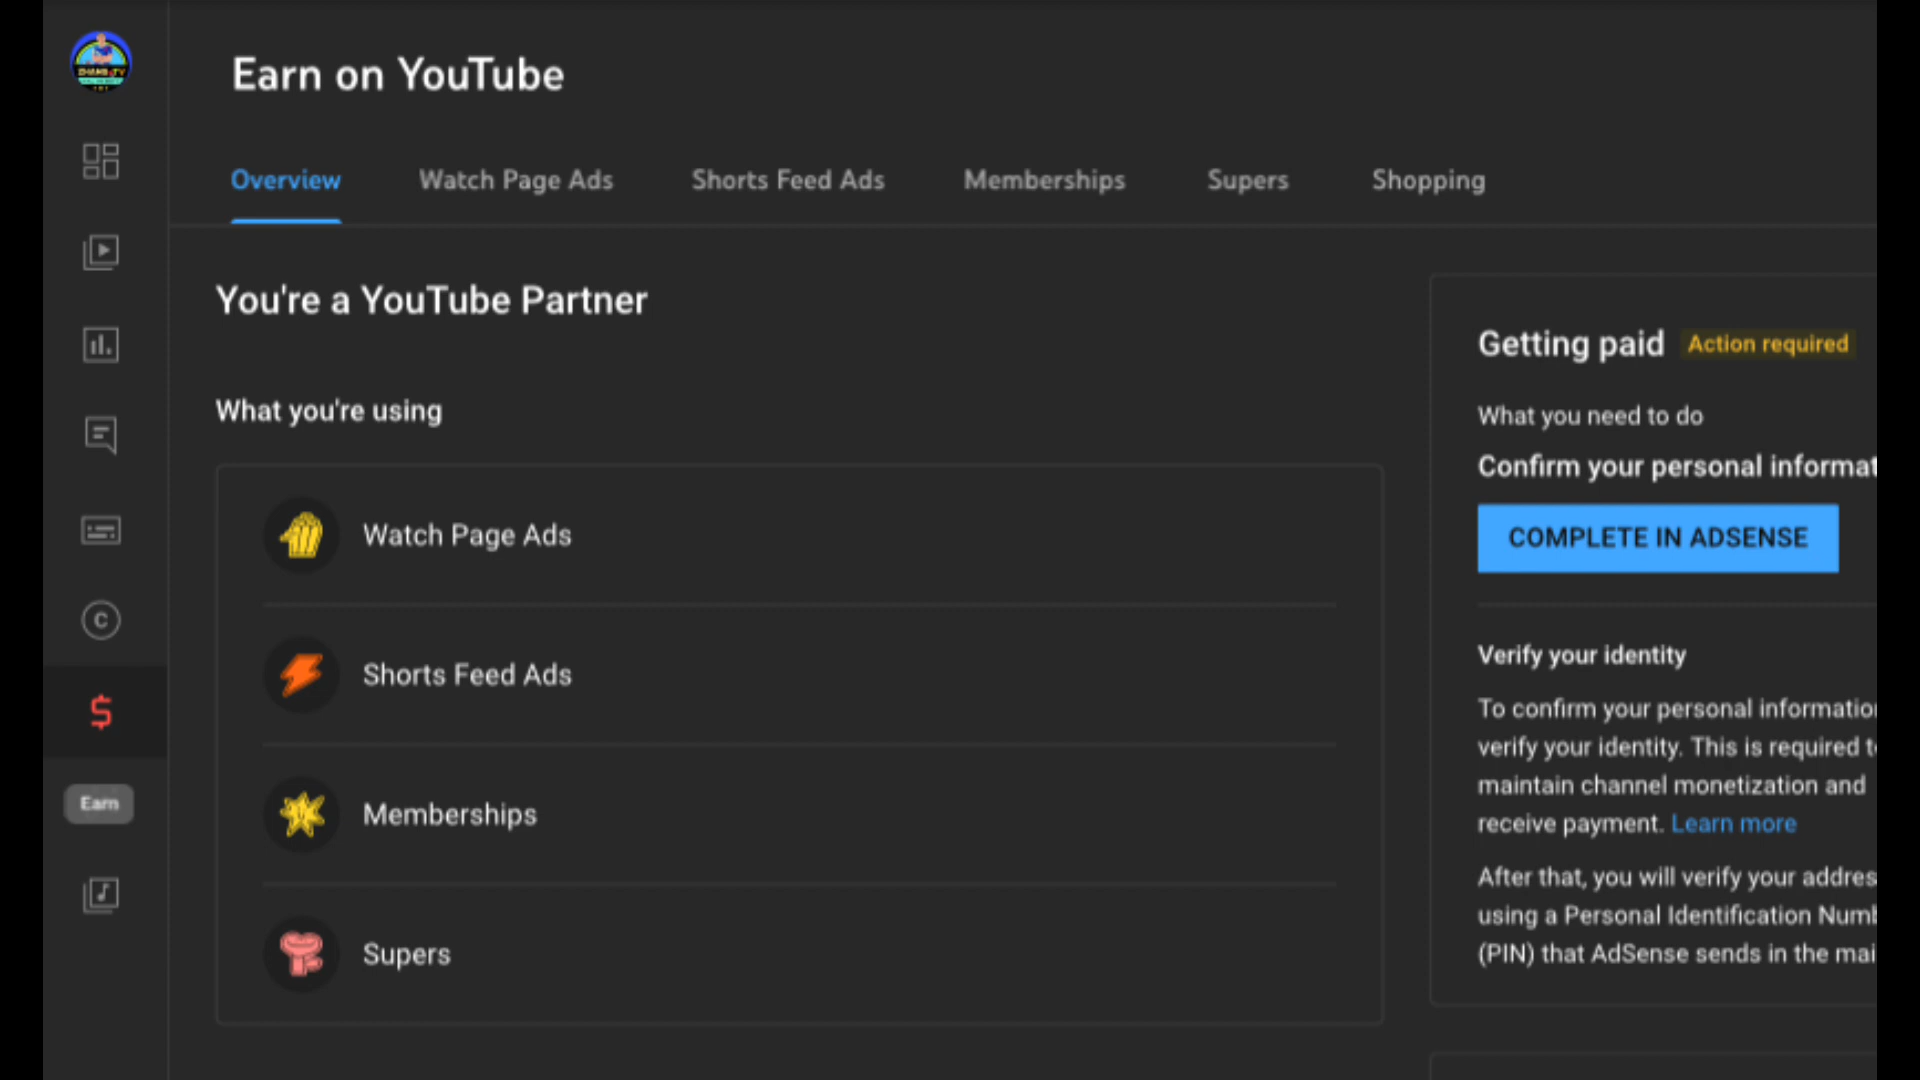 Earn on YouTube
Overview
Watch Page Ads
Shorts Feed Ads
Memberships
Supers
Shopping
You're a YouTube Partner
What you're using
Watch Page Ads
Shorts Feed Ads
Memberships
Supers
Getting paid Action required
What you need to do
Confirm your personal informat
COMPLETE IN ADSENSE
Verify your identity
To confirm your personal informatio
verify your identity. This is required t
maintain channel monetization and
receive payment. Learn more
After that, you will verify your addres
using a Personal Identification Numb
(PIN) that AdSense sends in the mai
Earn